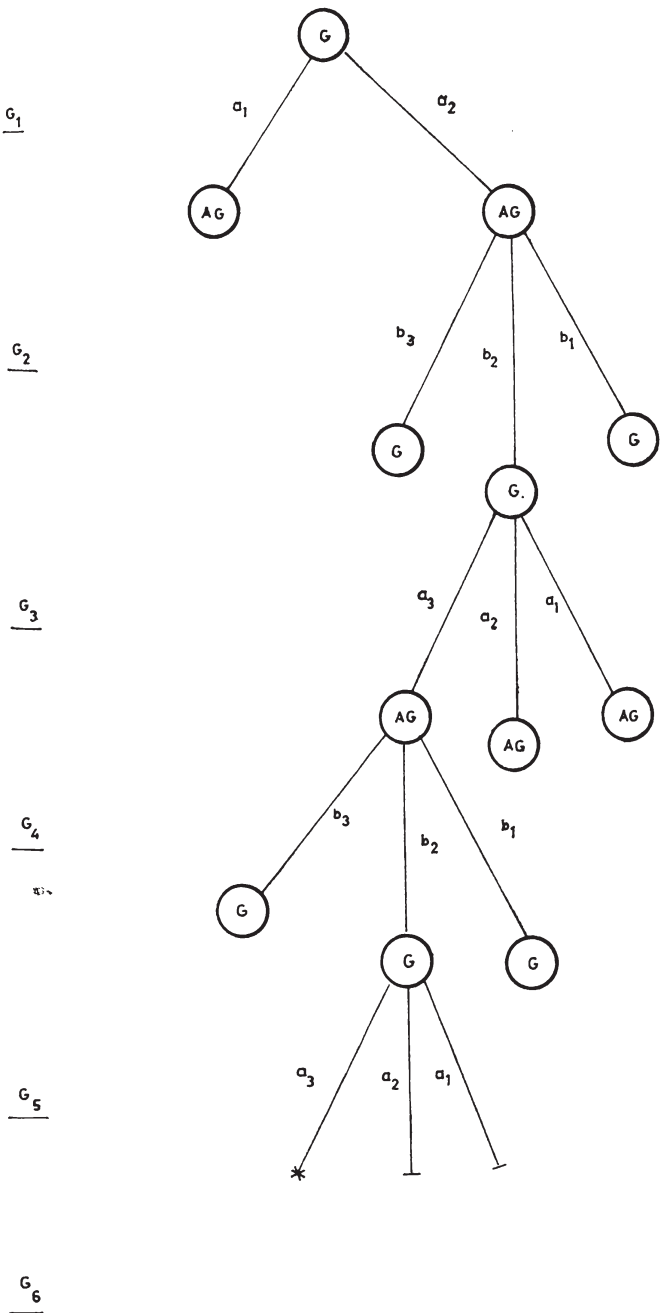 G
G₁ a₁ a₂
AG AG
G₂ b₃ b₂ b₁
G G
G.
G₃ a₃ a₂ a₁
AG AG AG
G₄ b₃ b₂ b₁
G G G
G₅ a₃ a₂ a₁
*
G₆